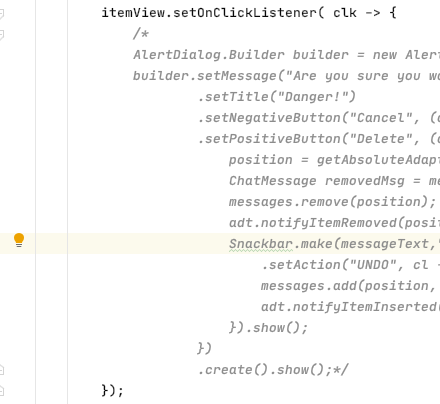 itemView.setOnClickListener( clk -> {
/*
AlertDialog.Builder builder = new Alert
builder.setMessage("Are you sure you wo
.setTitle("Danger!")
.setNegativeButton("Cancel", (
.setPositiveButton("Delete", (
position = getAbsoluteAdapt
ChatMessage removedMsg = me
messages.remove(position);
adt.notifyItemRemoved(posit
Snackbar.make(messageText,"
.setAction("UNDO", cl -
messages.add(position,
adt.notifyItemInserted(
}).show();
})
.create().show();*/
});